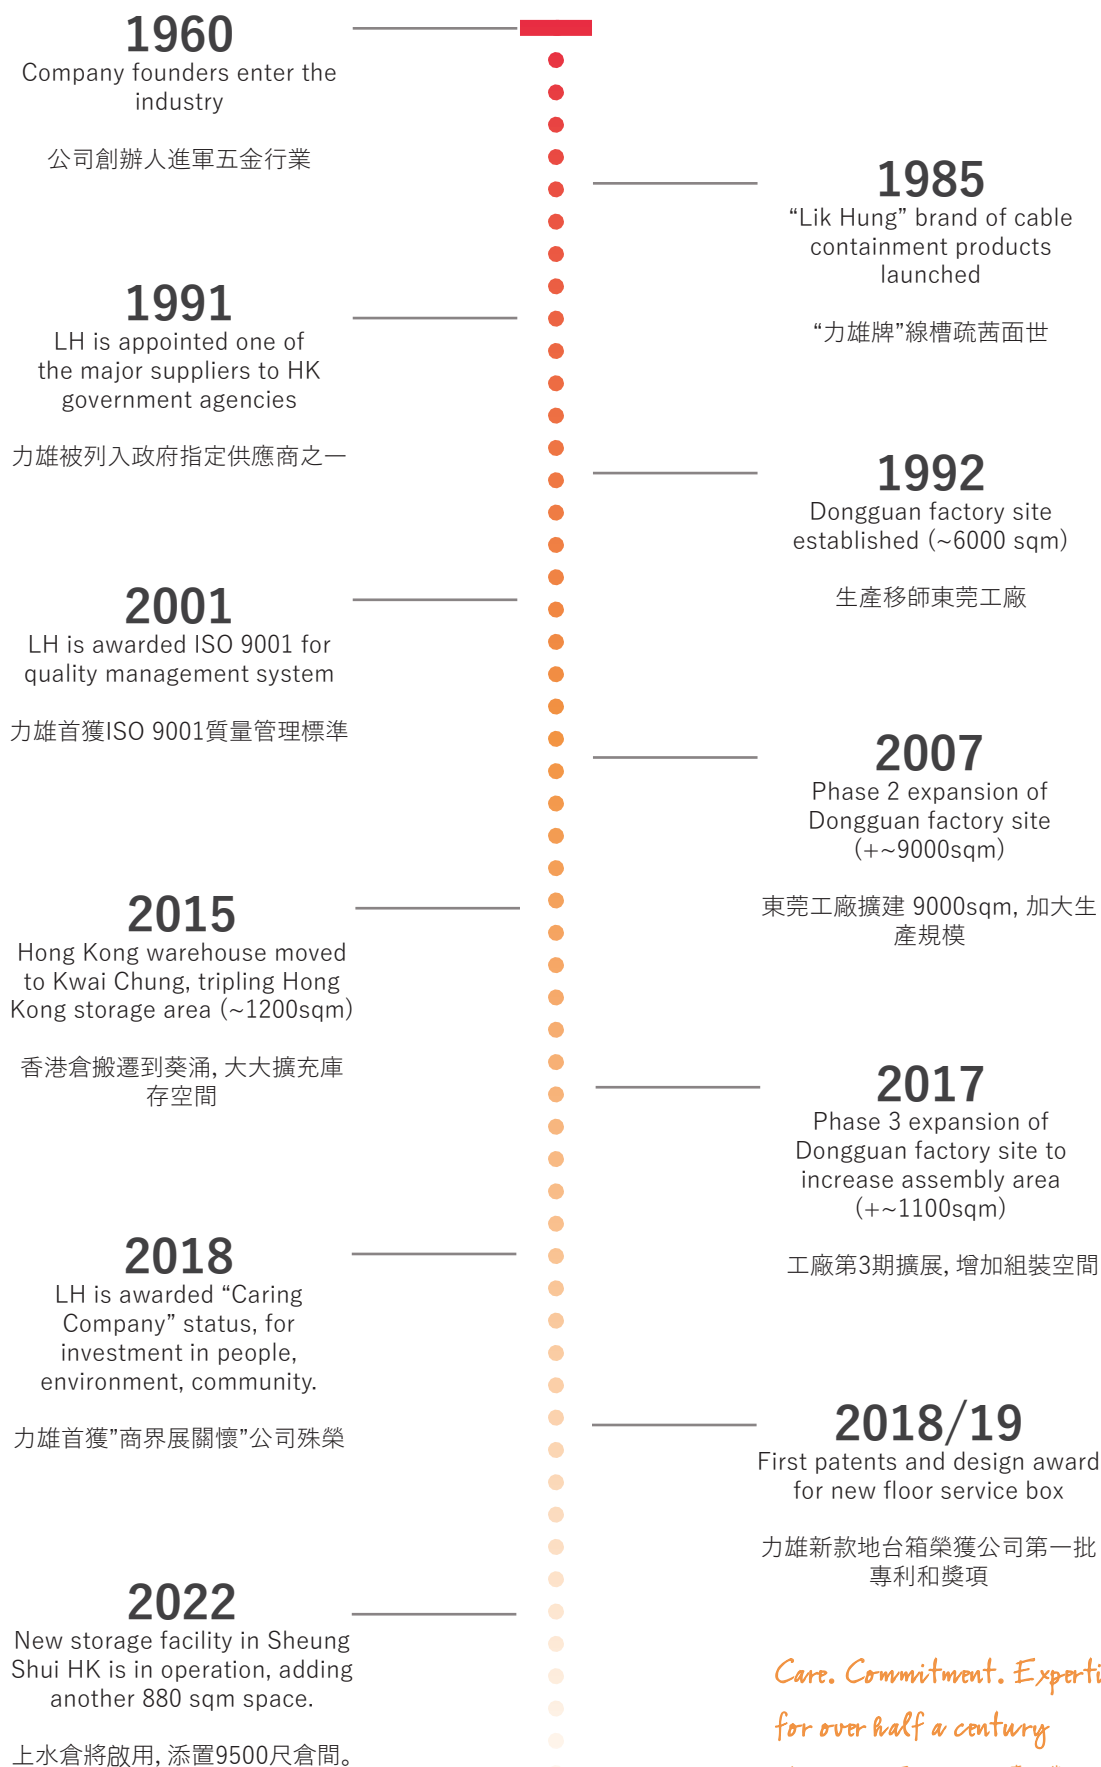 1960
Company founders enter the
industry
公司創辦人進軍五金行業
1985
“Lik Hung” brand of cable
containment products
launched
“力雄牌”線槽疏茜面世
1991
LH is appointed one of
the major suppliers to HK
government agencies
力雄被列入政府指定供應商之一
1992
Dongguan factory site
established (~6000 sqm)
生產移師東莞工廠
2001
LH is awarded ISO 9001 for
quality management system
力雄首獲ISO 9001質量管理標準
2007
Phase 2 expansion of
Dongguan factory site
(+~9000sqm)
東莞工廠擴建 9000sqm, 加大生
產規模
2015
Hong Kong warehouse moved
to Kwai Chung, tripling Hong
Kong storage area (~1200sqm)
香港倉搬遷到葵涌, 大大擴充庫
存空間
2017
Phase 3 expansion of
Dongguan factory site to
increase assembly area
(+~1100sqm)
工廠第3期擴展, 增加組裝空間
2018
LH is awarded “Caring
Company” status, for
investment in people,
environment, community.
力雄首獲”商界展關懷”公司殊榮
2018/19
First patents and design award
for new floor service box
力雄新款地台箱榮獲公司第一批
專利和獎項
2022
New storage facility in Sheung
Shui HK is in operation, adding
another 880 sqm space.
上水倉將啟用, 添置9500尺倉間。
Care. Commitment. Experti
for over half a century